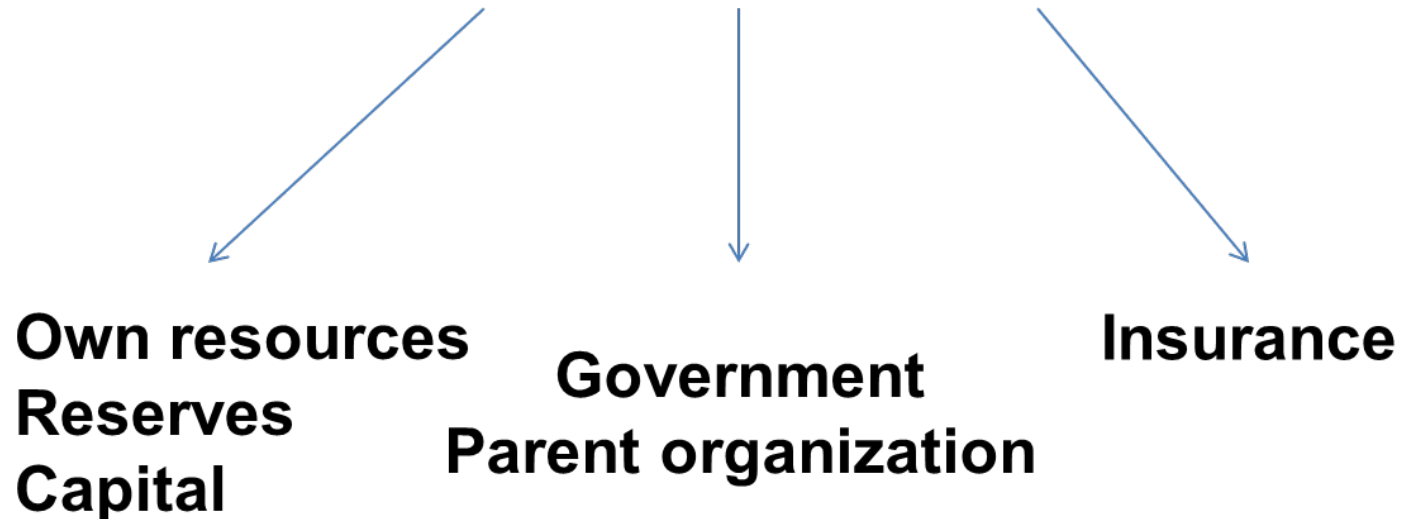 Own resources
Reserves
Capital
Government
Parent organization
Insurance